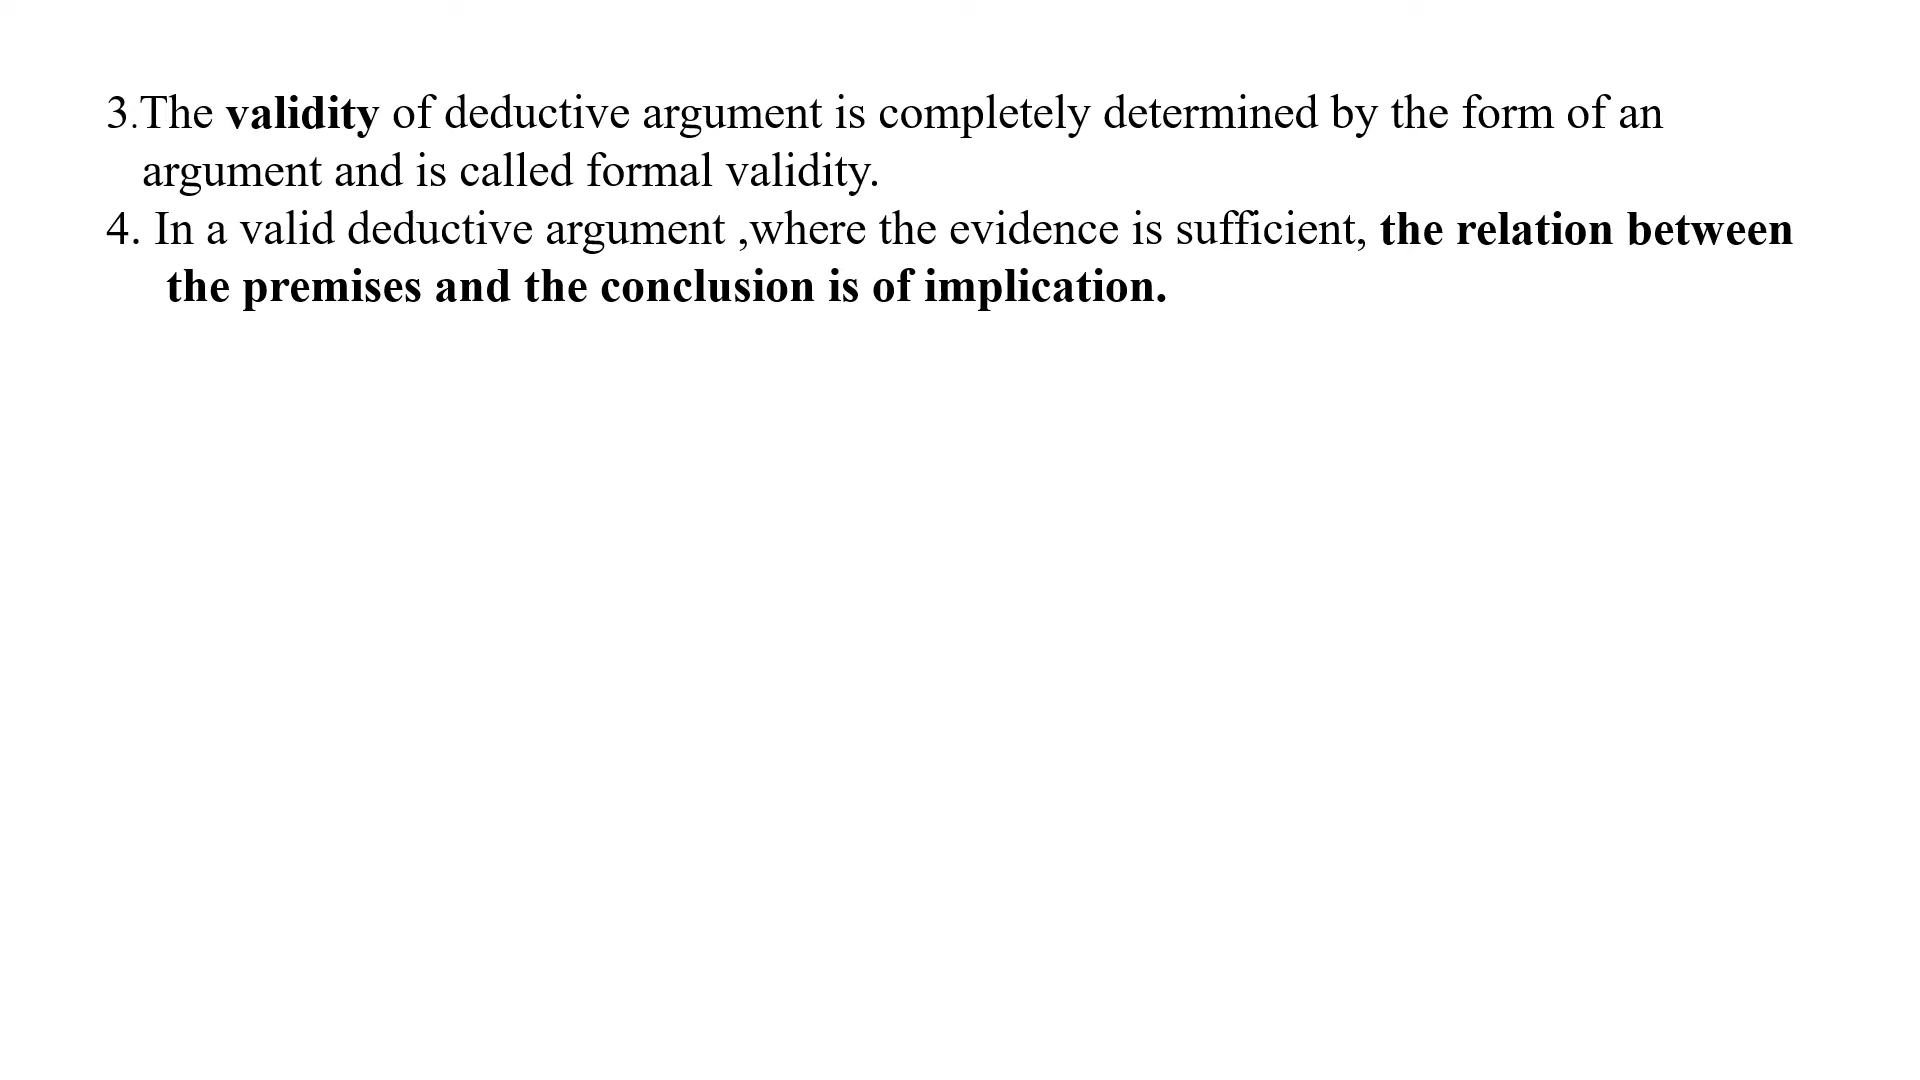 3.The validity of deductive argument is completely determined by the form of an
argument and is called formal validity.
4. In a valid deductive argument ,where the evidence is sufficient, the relation between
the premises and the conclusion is of implication.